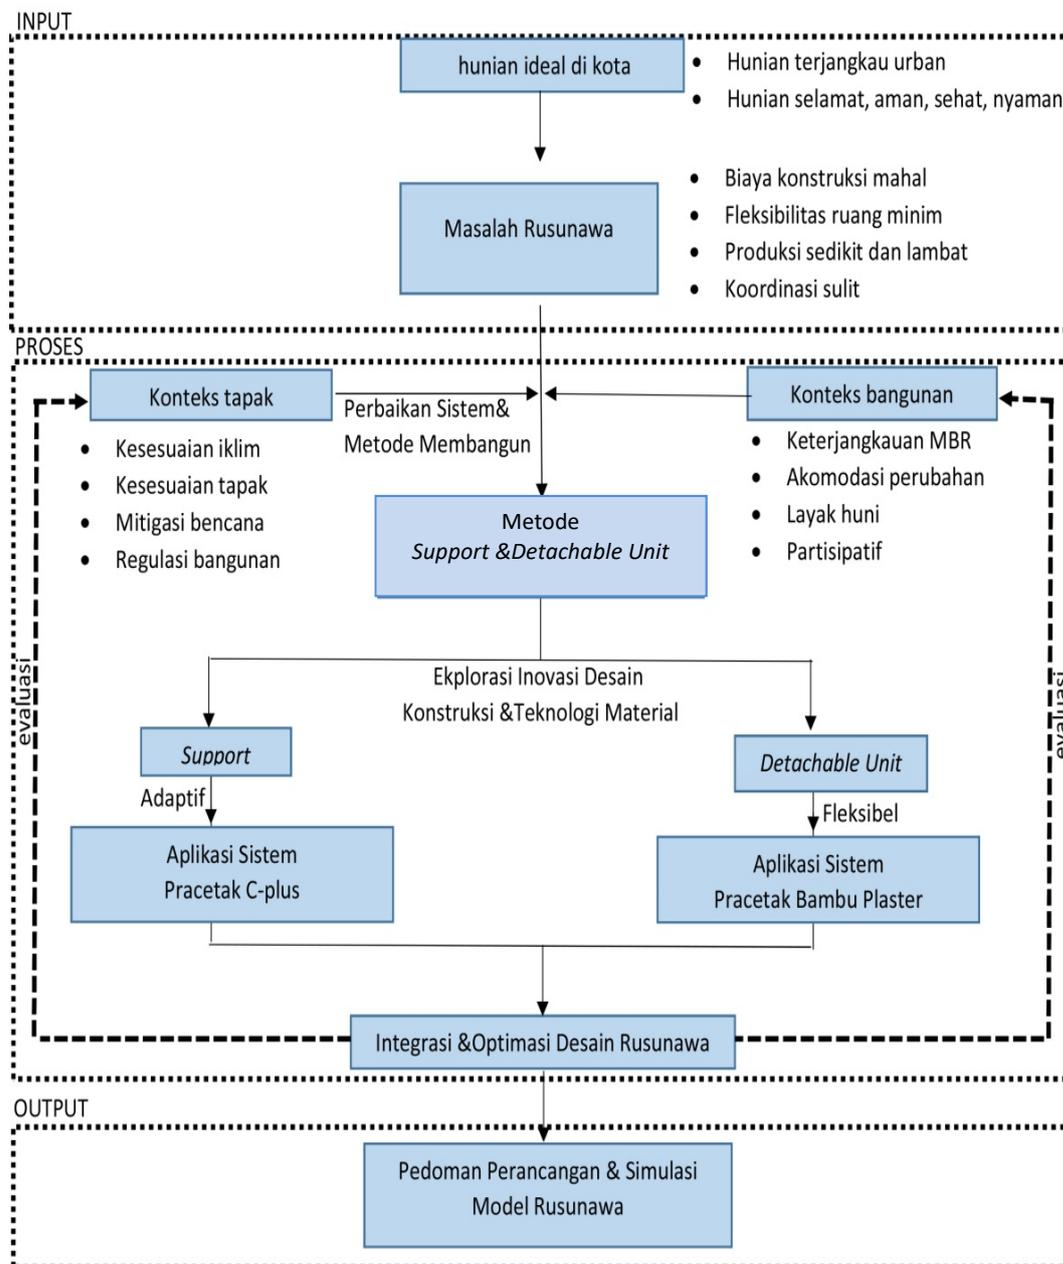 INPUT
hunian ideal di kota
• Hunian terjangkau urban
• Hunian selamat, aman, sehat, nyaman
Masalah Rusunawa
• Biaya konstruksi mahal
• Fleksibilitas ruang minim
• Produksi sedikit dan lambat
• Koordinasi sulit
PROSES
Konteks tapak
• Kesesuaian iklim
• Kesesuaian tapak
• Mitigasi bencana
• Regulasi bangunan
Perbaikan Sistem&
Metode Membangun
Konteks bangunan
• Keterjangkauan MBR
• Akomodasi perubahan
• Layak huni
• Partisipatif
Metode
Support &Detachable Unit
evaluasi
evaluasi
Ekplorasi Inovasi Desain
Konstruksi &Teknologi Material
Support
Detachable Unit
Adaptif
Fleksibel
Aplikasi Sistem
Pracetak C-plus
Aplikasi Sistem
Pracetak Bambu Plaster
Integrasi &Optimasi Desain Rusunawa
OUTPUT
Pedoman Perancangan & Simulasi
Model Rusunawa